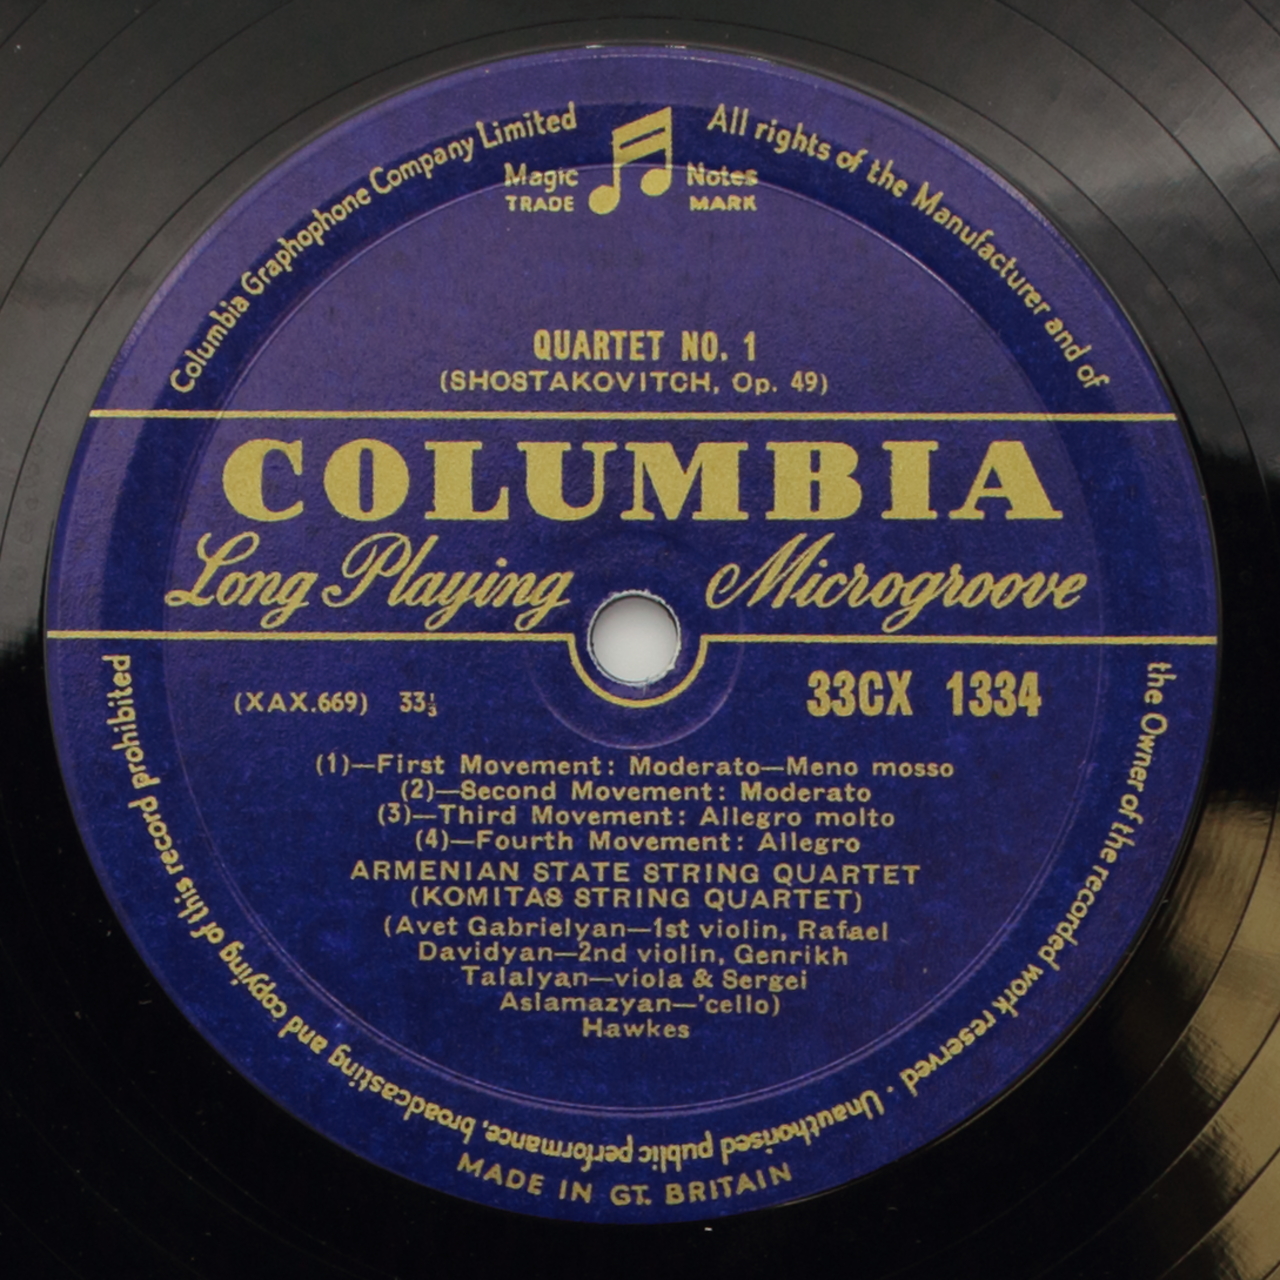 Columbia Graphophone Company Limited
All rights of the Manufacturer and of
the Owner of the recorded work reserved · Unauthorised public performance, broadcasting and copying of this record prohibited
Magic Notes
TRADE MARK
QUARTET NO. 1
(SHOSTAKOVITCH, Op. 49)
COLUMBIA
Long Playing Microgroove
(XAX.669) 33⅓
33CX 1334
(1)—First Movement: Moderato—Meno mosso
(2)—Second Movement: Moderato
(3)—Third Movement: Allegro molto
(4)—Fourth Movement: Allegro
ARMENIAN STATE STRING QUARTET
(KOMITAS STRING QUARTET)
(Avet Gabrielyan—1st violin, Rafael
Davidyan—2nd violin, Genrikh
Talalyan—viola & Sergei
Aslamazyan—'cello)
Hawkes
MADE IN GT. BRITAIN